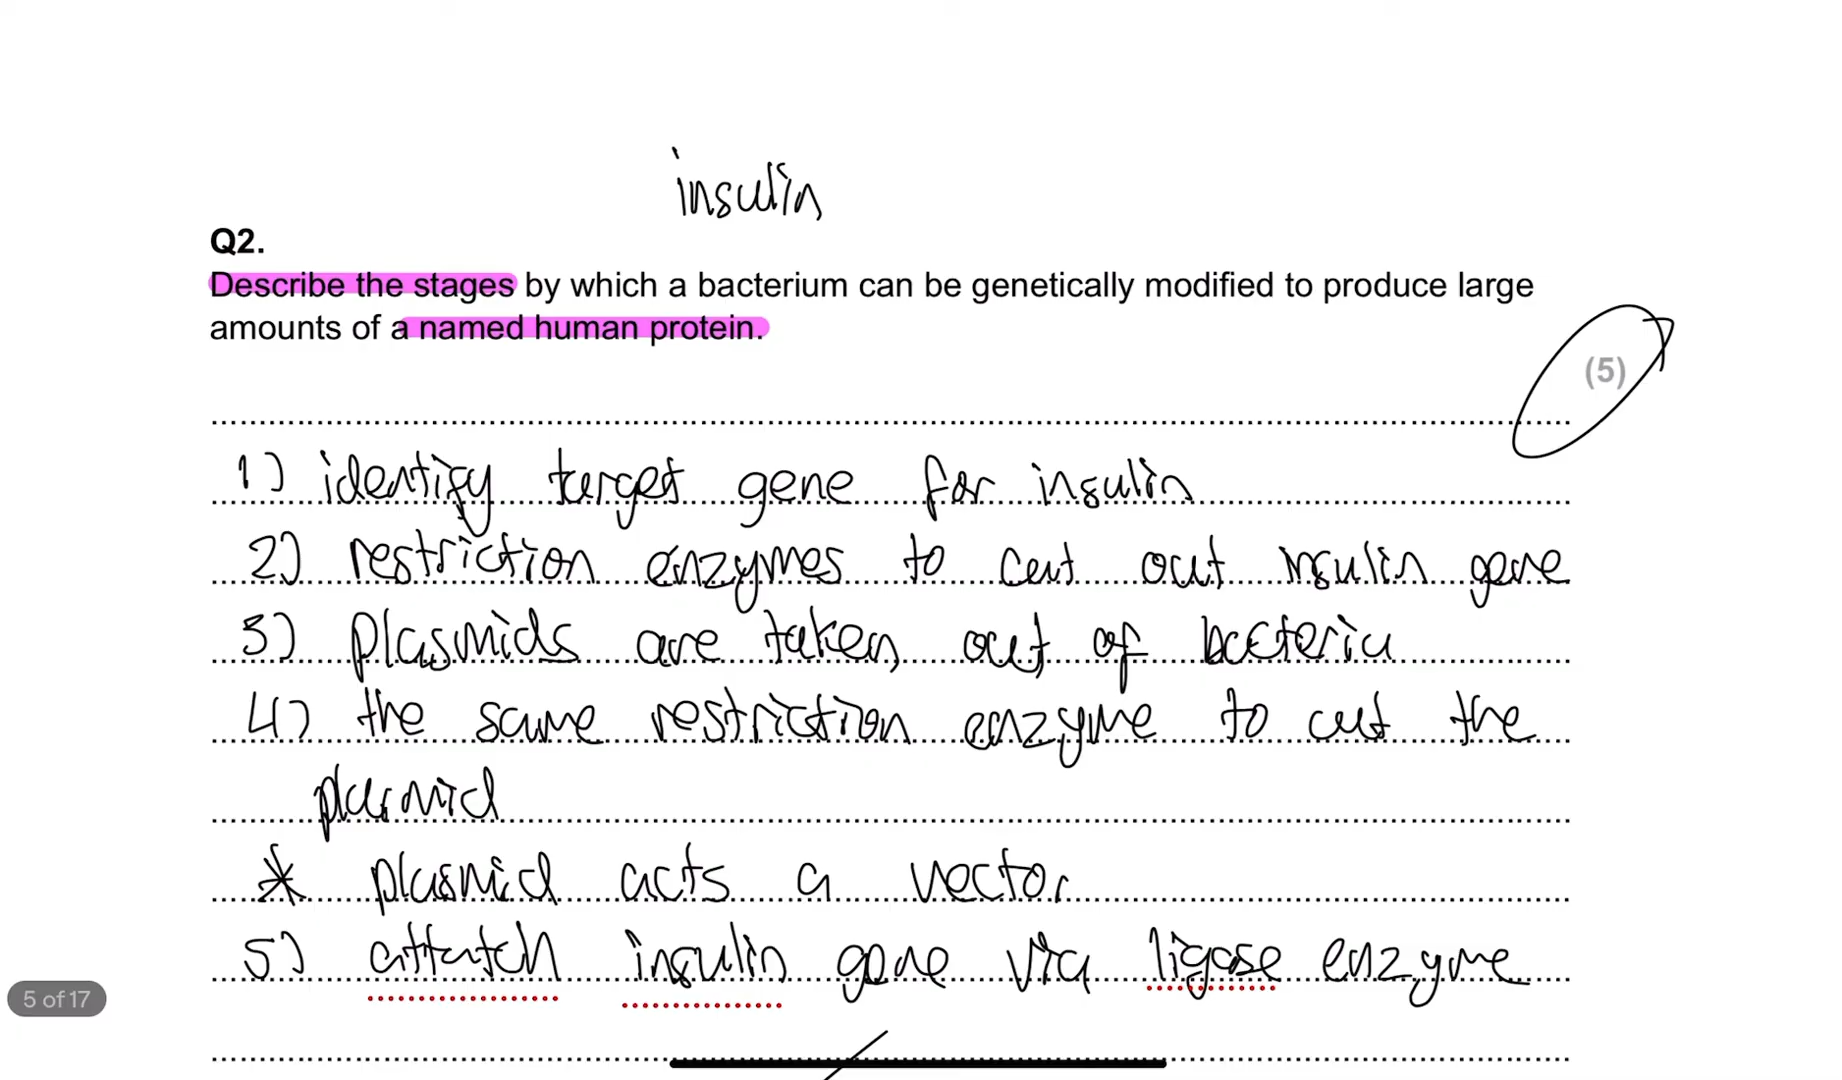 insulin
Q2.
Describe the stages by which a bacterium can be genetically modified to produce large
amounts of a named human protein.
(5)
1) identify target gene for insulin
2) restriction enzymes to cut out insulin gene
3) plasmids are taken out of bacteria
4) the same restriction enzyme to cut the
plasmid
* plasmid acts a vector
5) attatch insulin gene via ligase enzyme
5 of 17